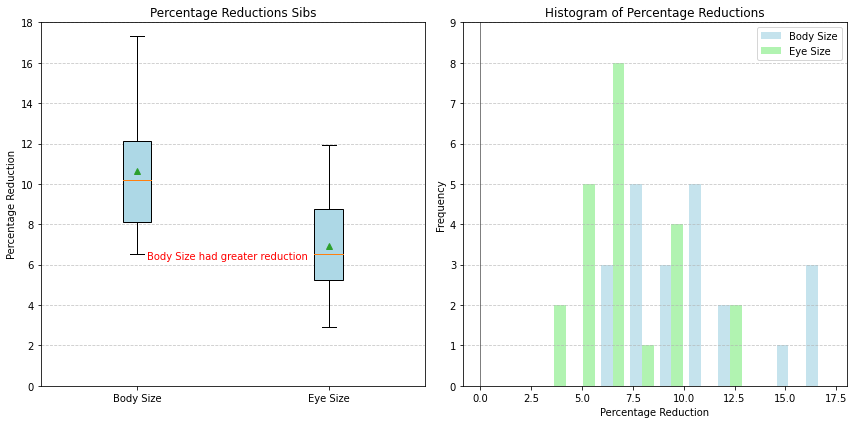 Percentage Reductions Sibs
Percentage Reduction
18
16
14
12
10
8
6
4
2
0
Body Size had greater reduction
Body Size
Eye Size
Histogram of Percentage Reductions
Frequency
9
8
7
6
5
4
3
2
1
0
Body Size
Eye Size
0.0
2.5
5.0
7.5
10.0
12.5
15.0
17.5
Percentage Reduction